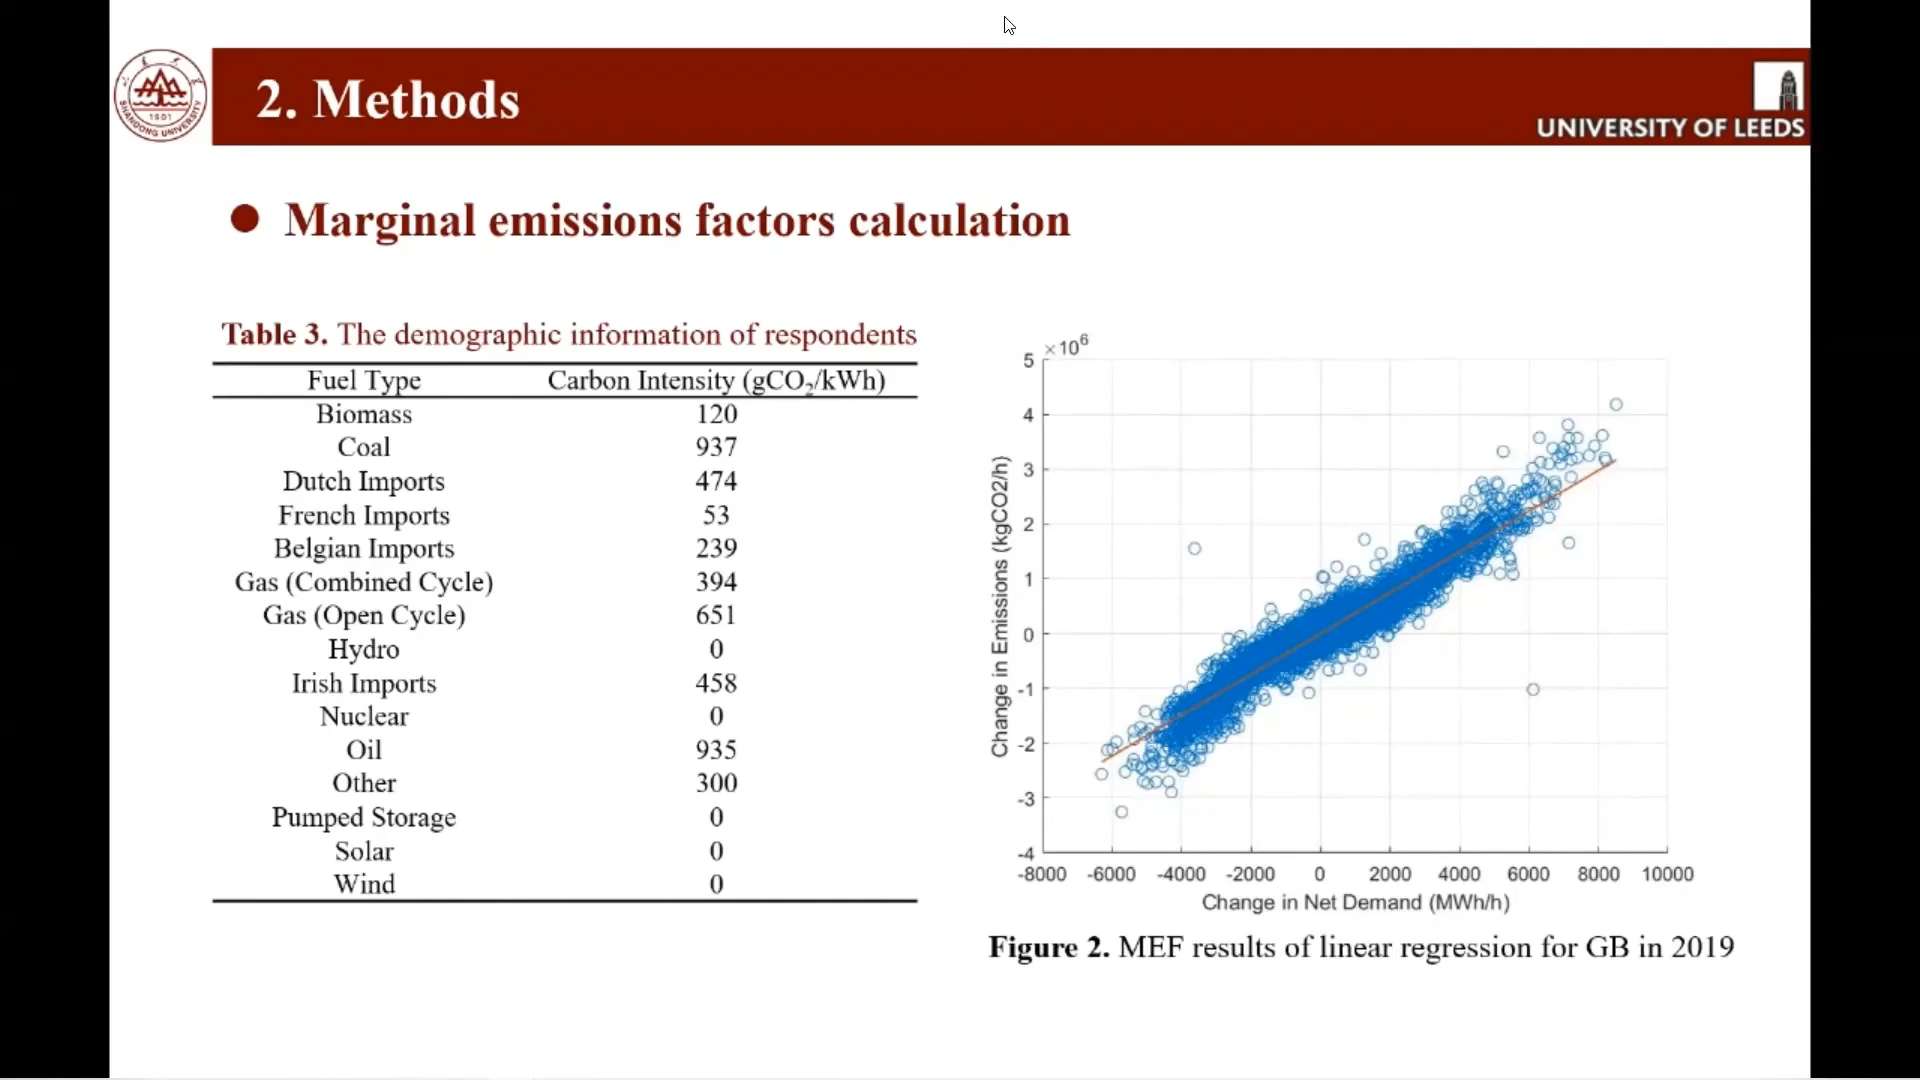 2. Methods
SHANDONG UNIVERSITY
1901
UNIVERSITY OF LEEDS
● Marginal emissions factors calculation
Table 3. The demographic information of respondents
Fuel Type Carbon Intensity (gCO₂/kWh)
Biomass 120
Coal 937
Dutch Imports 474
French Imports 53
Belgian Imports 239
Gas (Combined Cycle) 394
Gas (Open Cycle) 651
Hydro 0
Irish Imports 458
Nuclear 0
Oil 935
Other 300
Pumped Storage 0
Solar 0
Wind 0
×10⁶
5
4
3
2
1
0
-1
-2
-3
-4
Change in Emissions (kgCO2/h)
-8000 -6000 -4000 -2000 0 2000 4000 6000 8000 10000
Change in Net Demand (MWh/h)
Figure 2. MEF results of linear regression for GB in 2019